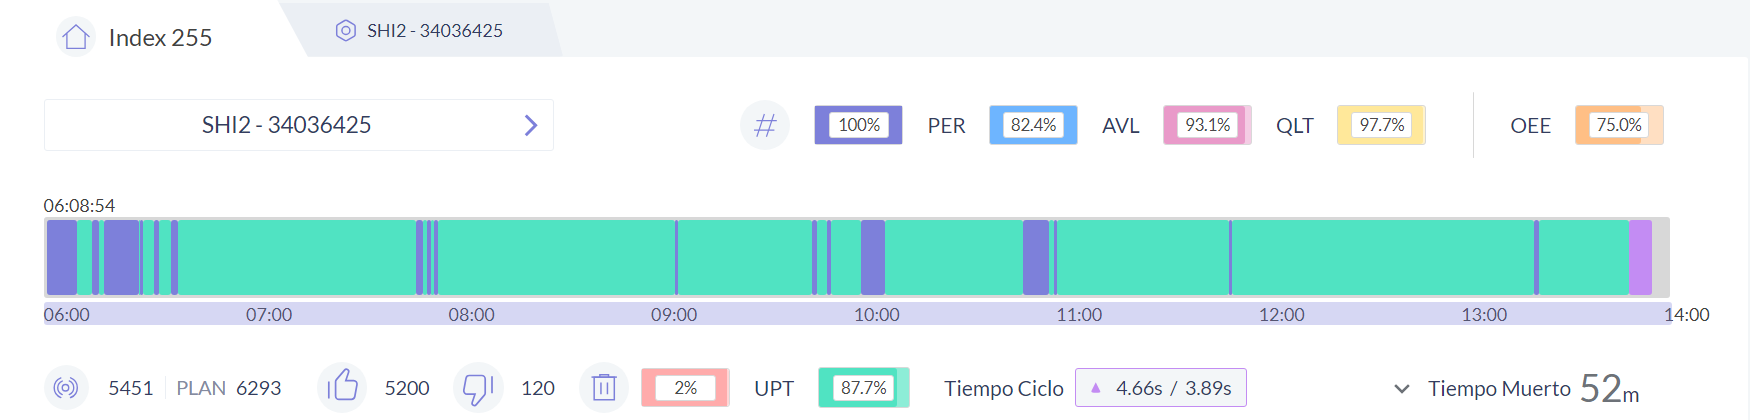 Index 255
SHI2 - 34036425
SHI2 - 34036425
# 100% PER 82.4% AVL 93.1% QLT 97.7% OEE 75.0%
06:08:54
06:00 07:00 08:00 09:00 10:00 11:00 12:00 13:00 14:00
5451 PLAN 6293 5200 120 2% UPT 87.7% Tiempo Ciclo ▲ 4.66s / 3.89s Tiempo Muerto 52m